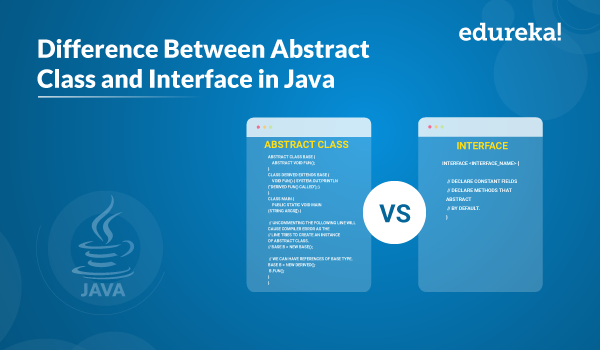 edureka!
Difference Between Abstract
Class and Interface in Java
ABSTRACT CLASS
ABSTRACT CLASS BASE {
ABSTRACT VOID FUN();
}
CLASS DERIVED EXTENDS BASE {
VOID FUN() { SYSTEM.OUT.PRINTLN
("DERIVED FUN() CALLED"); }
}
CLASS MAIN {
PUBLIC STATIC VOID MAIN
(STRING ARGS[]) {
// UNCOMMENTING THE FOLLOWING LINE WILL
CAUSE COMPILER ERROR AS THE
// LINE TRIES TO CREATE AN INSTANCE
OF ABSTRACT CLASS.
// BASE B = NEW BASE();
// WE CAN HAVE REFERENCES OF BASE TYPE.
BASE B = NEW DERIVED();
B.FUN();
}
}
VS
INTERFACE
INTERFACE <INTERFACE_NAME> {
// DECLARE CONSTANT FIELDS
// DECLARE METHODS THAT
ABSTRACT
// BY DEFAULT.
}
JAVA